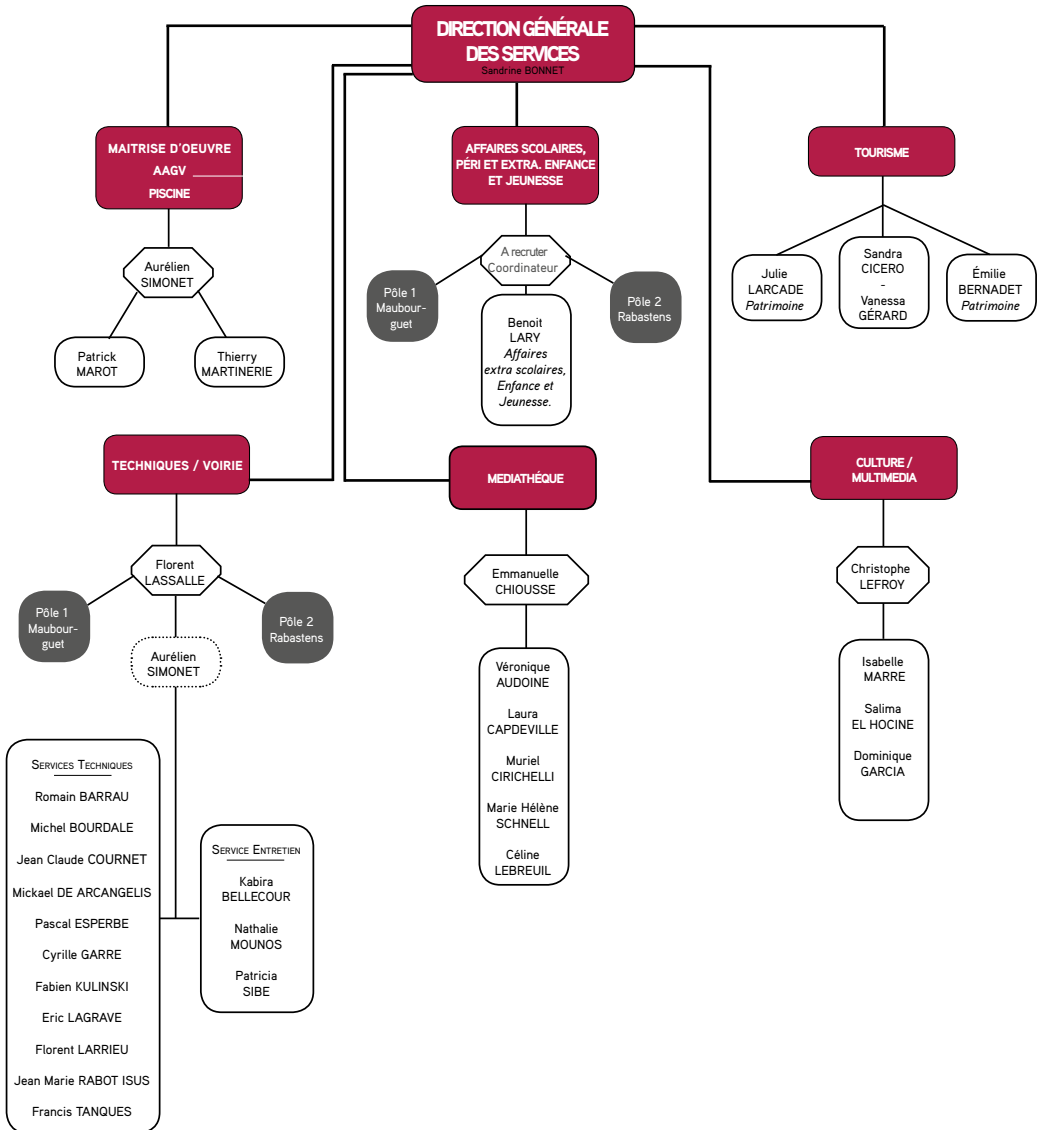 DIRECTION GÉNÉRALE
DES SERVICES
Sandrine BONNET
MAITRISE D'OEUVRE
AAGV
PISCINE
AFFAIRES SCOLAIRES,
PÉRI ET EXTRA. ENFANCE
ET JEUNESSE
TOURISME
Aurélien
SIMONET
Patrick
MAROT
Thierry
MARTINERIE
A recruter
Coordinateur
Pôle 1
Maubour-
guet
Pôle 2
Rabastens
Benoit
LARY
Affaires
extra scolaires,
Enfance et
Jeunesse.
Julie
LARCADE
Patrimoine
Sandra
CICERO
-
Vanessa
GÉRARD
Émilie
BERNADET
Patrimoine
TECHNIQUES / VOIRIE
MEDIATHÉQUE
CULTURE /
MULTIMEDIA
Florent
LASSALLE
Pôle 1
Maubour-
guet
Pôle 2
Rabastens
Aurélien
SIMONET
SERVICES TECHNIQUES
Romain BARRAU
Michel BOURDALE
Jean Claude COURNET
Mickael DE ARCANGELIS
Pascal ESPERBE
Cyrille GARRE
Fabien KULINSKI
Eric LAGRAVE
Florent LARRIEU
Jean Marie RABOT ISUS
Francis TANQUES
SERVICE ENTRETIEN
Kabira
BELLECOUR
Nathalie
MOUNOS
Patricia
SIBE
Emmanuelle
CHIOUSSE
Véronique
AUDOINE
Laura
CAPDEVILLE
Muriel
CIRICHELLI
Marie Hélène
SCHNELL
Céline
LEBREUIL
Christophe
LEFROY
Isabelle
MARRE
Salima
EL HOCINE
Dominique
GARCIA